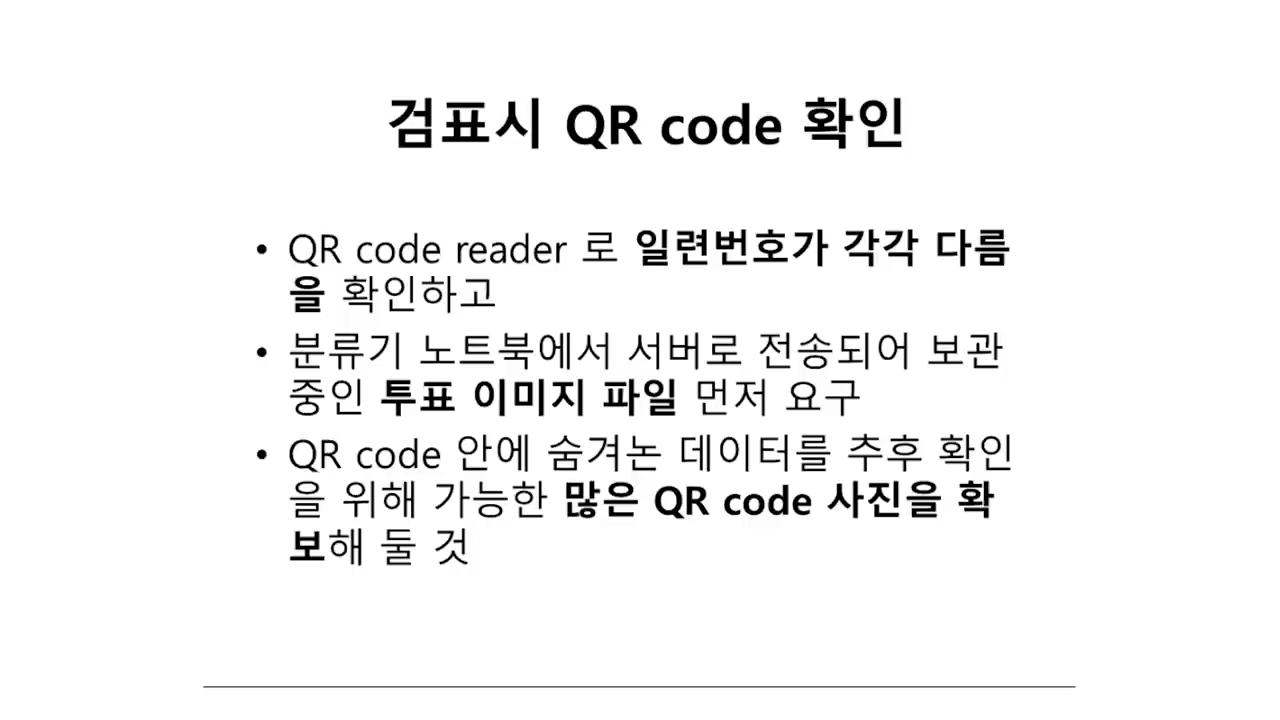 검표시 QR code 확인
• QR code reader 로 일련번호가 각각 다름
을 확인하고
• 분류기 노트북에서 서버로 전송되어 보관
중인 투표 이미지 파일 먼저 요구
• QR code 안에 숨겨논 데이터를 추후 확인
을 위해 가능한 많은 QR code 사진을 확
보해 둘 것